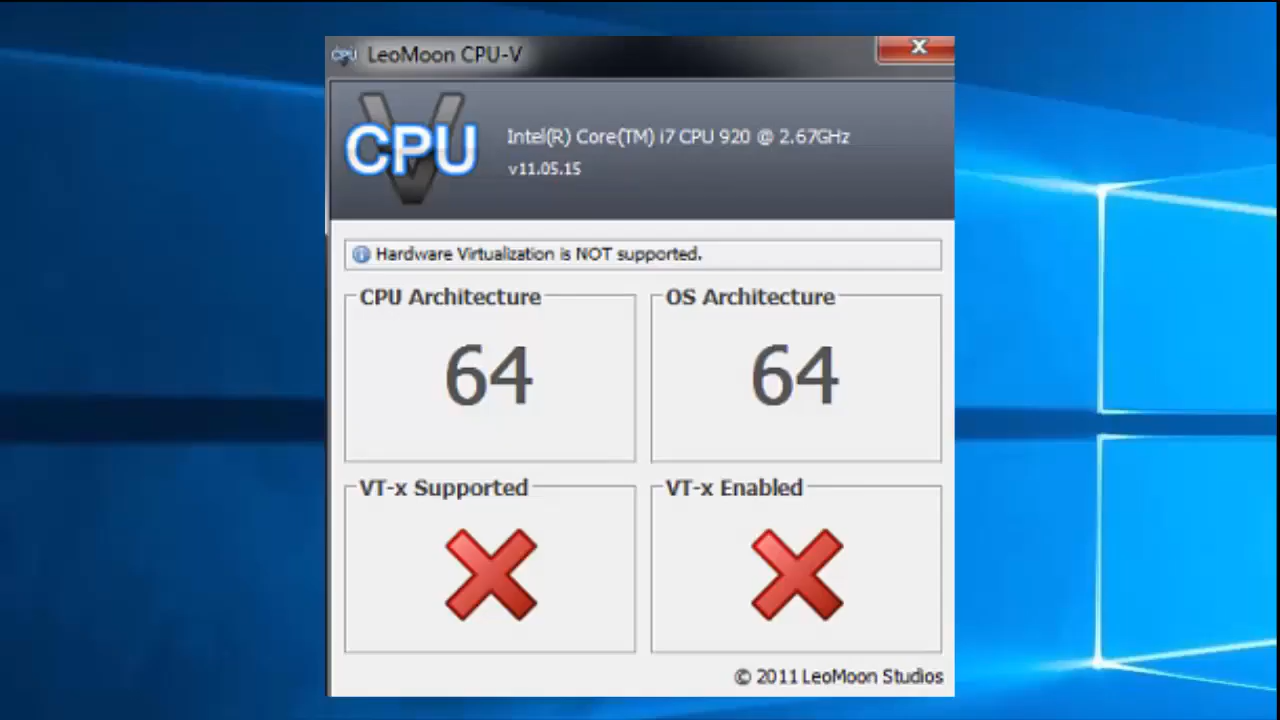 CPU LeoMoon CPU-V
CPU V
Intel(R) Core(TM) i7 CPU 920 @ 2.67GHz
v11.05.15
Hardware Virtualization is NOT supported.
CPU Architecture
64
OS Architecture
64
VT-x Supported
VT-x Enabled
© 2011 LeoMoon Studios